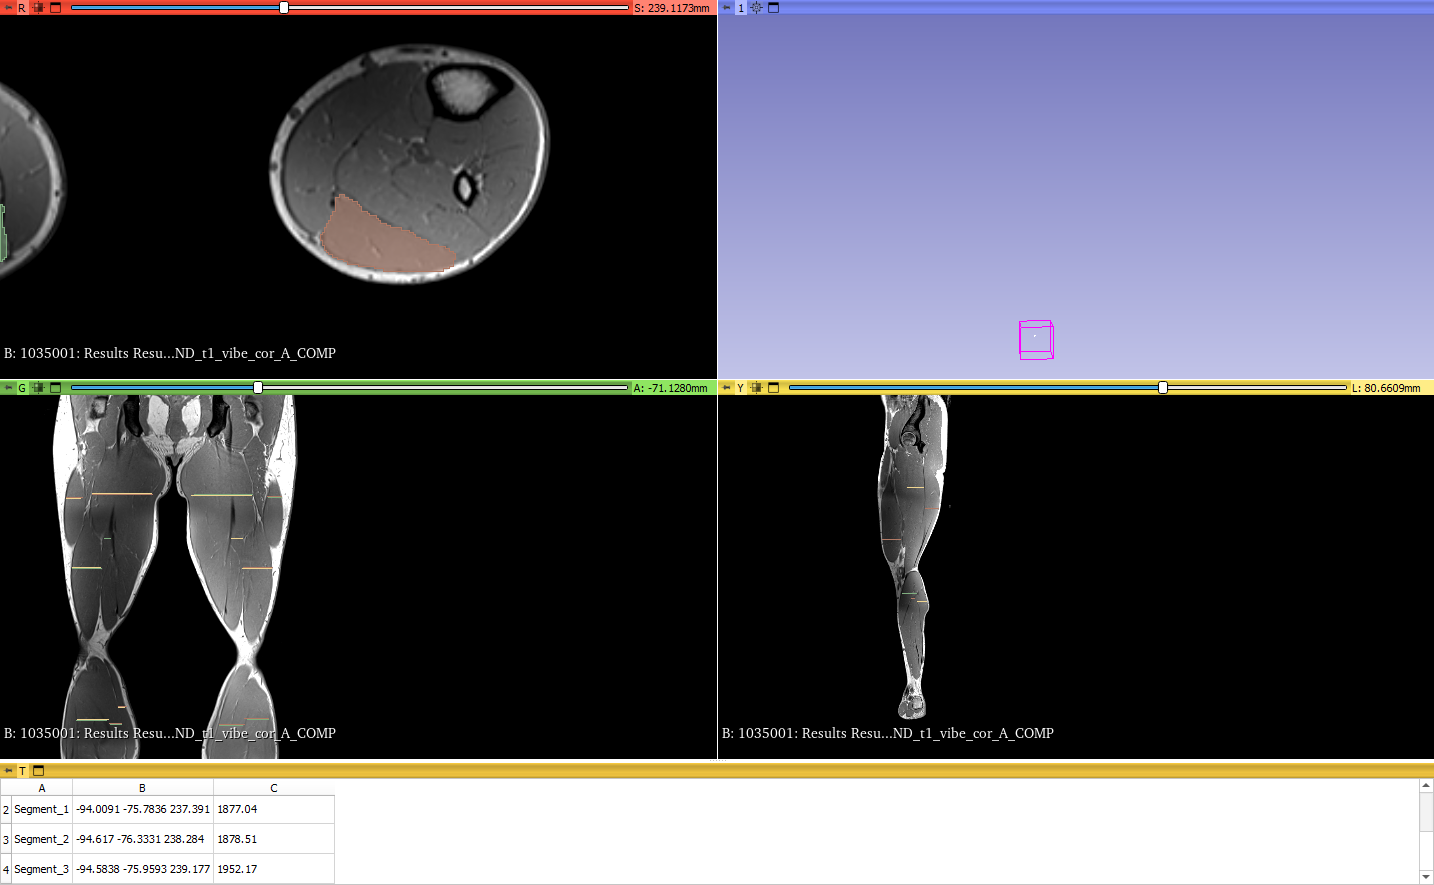 R S: 239.1173mm
1
B: 1035001: Results Resu...ND_t1_vibe_cor_A_COMP
G A: -71.1280mm
Y L: 80.6609mm
B: 1035001: Results Resu...ND_t1_vibe_cor_A_COMP
B: 1035001: Results Resu...ND_t1_vibe_cor_A_COMP
T
A B C
2 Segment_1 -94.0091 -75.7836 237.391 1877.04
3 Segment_2 -94.617 -76.3331 238.284 1878.51
4 Segment_3 -94.5838 -75.9593 239.177 1952.17